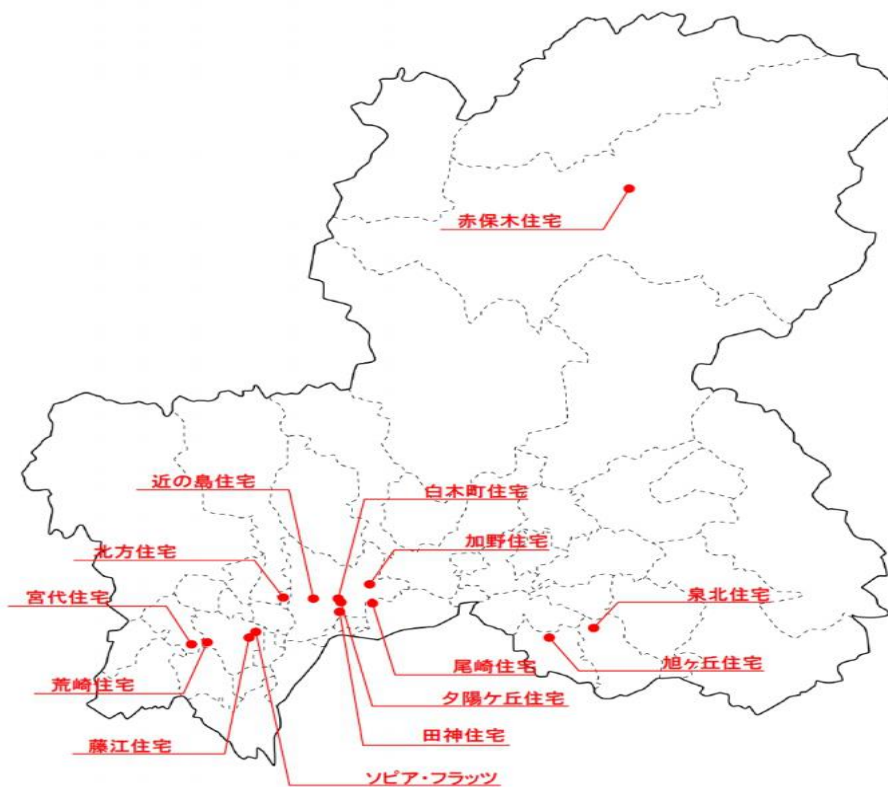 赤保木住宅
近の島住宅
白木町住宅
北方住宅
加野住宅
宮代住宅
泉北住宅
荒崎住宅
尾崎住宅
旭ヶ丘住宅
夕陽ケ丘住宅
藤江住宅
田神住宅
ソピア・フラッツ